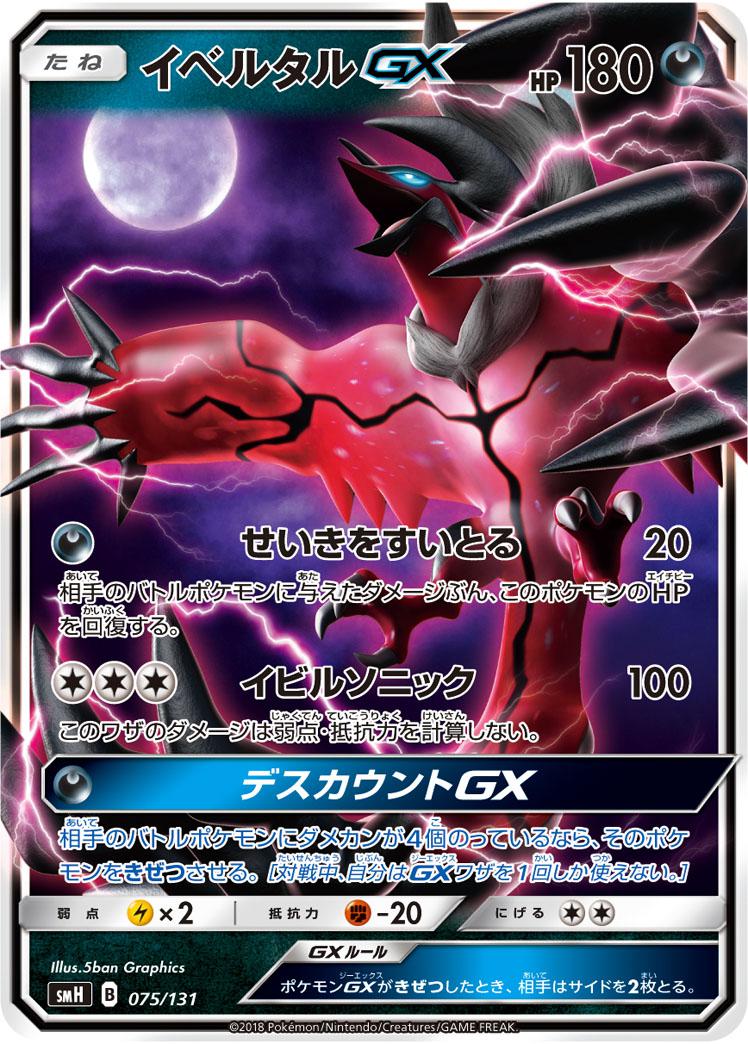 たね イベルタルGX HP180
せいきをすいとる 20
相手のバトルポケモンに与えたダメージぶん、このポケモンのHP
を回復する。
イビルソニック 100
このワザのダメージは弱点・抵抗力を計算しない。
デスカウントGX
相手のバトルポケモンにダメカンが4個のっているなら、そのポケ
モンをきぜつさせる。[対戦中、自分はGXワザを1回しか使えない。]
弱点 ×2 抵抗力 -20 にげる
GXルール
Illus.5ban Graphics
ポケモンGXがきぜつしたとき、相手はサイドを2枚とる。
SMH B 075/131
©2018 Pokémon/Nintendo/Creatures/GAME FREAK.